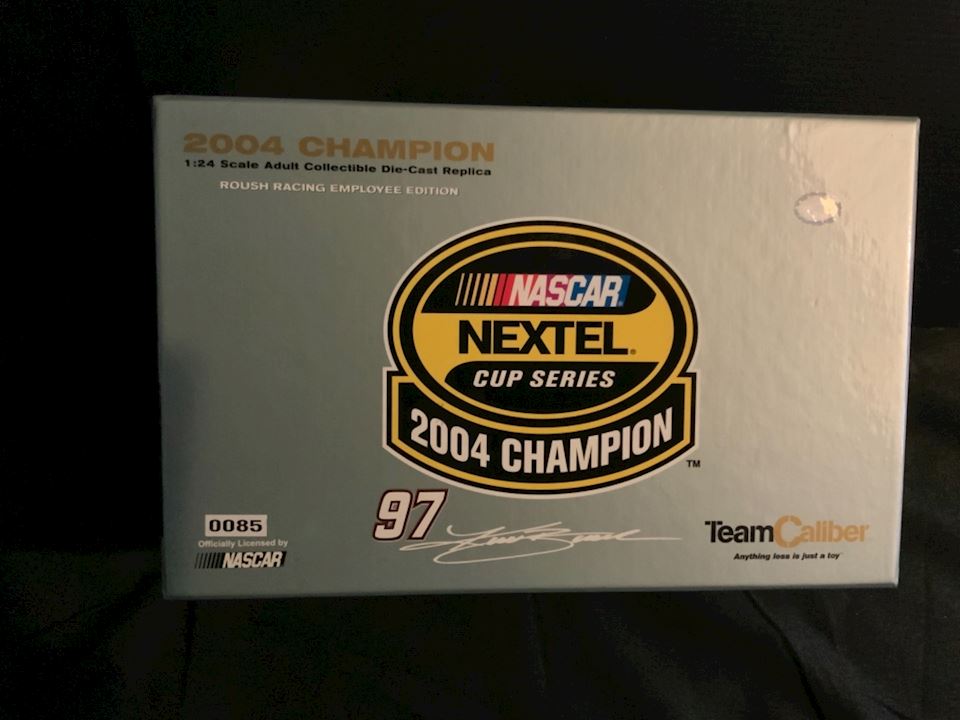 2004 CHAMPION
1:24 Scale Adult Collectible Die-Cast Replica
ROUSH RACING EMPLOYEE EDITION
NASCAR
NEXTEL®
CUP SERIES
2004 CHAMPION
TM
97
0085
Officially Licensed by
NASCAR
TeamCaliber
Anything less is just a toy